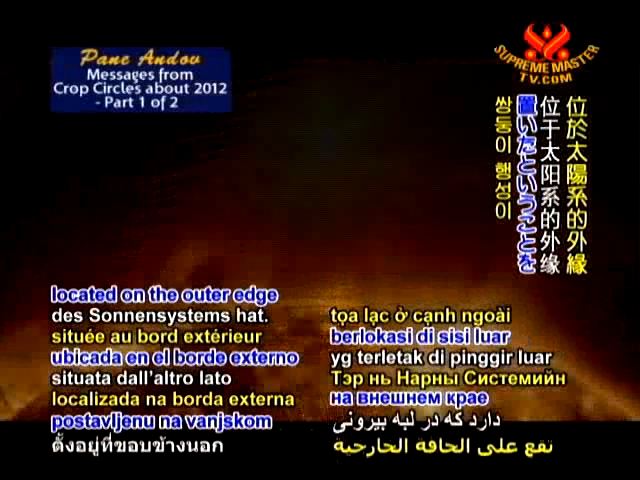 Pane Andov
Messages from
Crop Circles about 2012
- Part 1 of 2
SUPREME MASTER
TV.COM
位於太陽系的外緣
位于太阳系的外缘
置いたということを
쌍둥이 행성이
located on the outer edge
des Sonnensystems hat.
située au bord extérieur
ubicada en el borde externo
situata dall'altro lato
localizada na borda externa
postavljenu na vanjskom
ตั้งอยู่ที่ขอบข้างนอก
tọa lạc ở cạnh ngoài
berlokasi di sisi luar
yg terletak di pinggir luar
Тэр нь Нарны Системийн
на внешнем крае
دارد که در لبه بیرونی
تقع على الحافة الخارجية